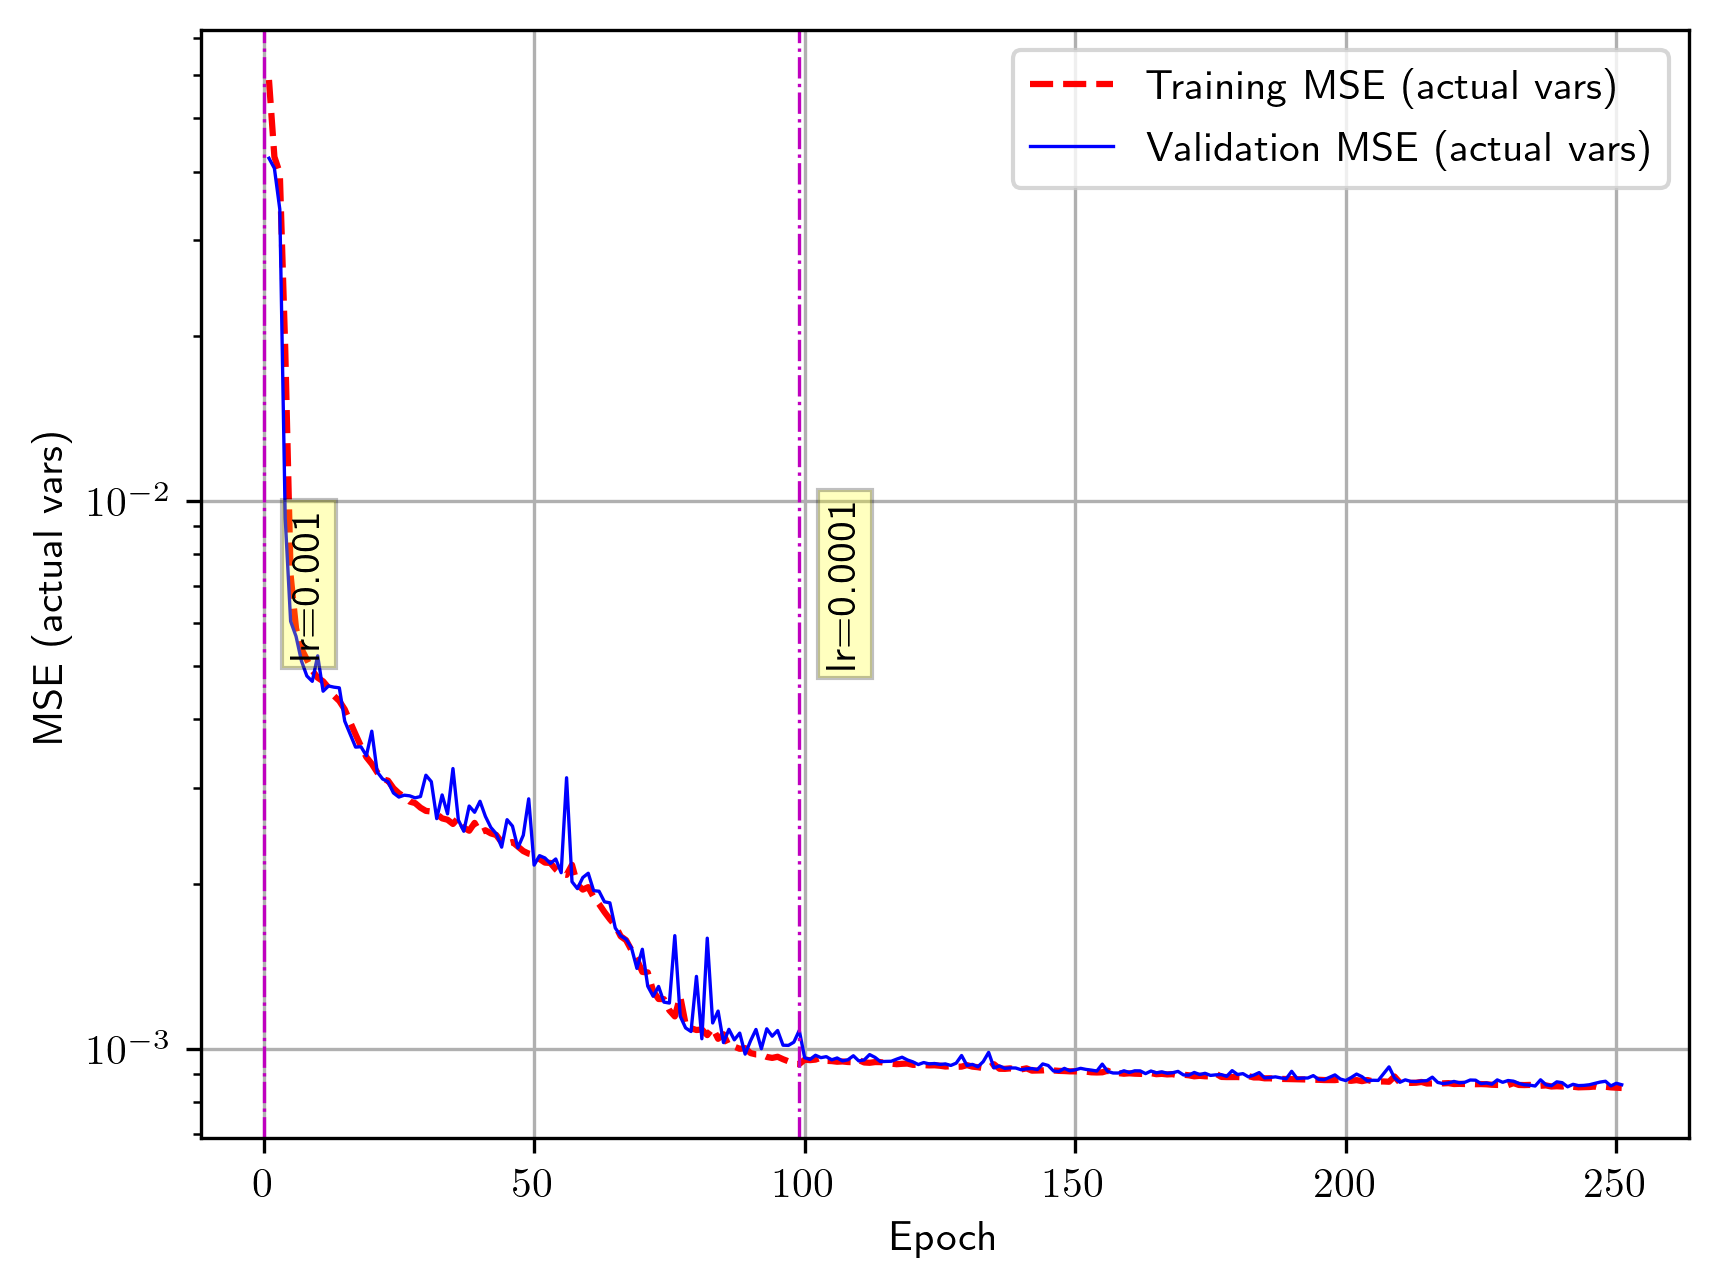 Training MSE (actual vars)
Validation MSE (actual vars)
MSE (actual vars)
10⁻²
10⁻³
lr=0.001
lr=0.0001
0 50 100 150 200 250
Epoch